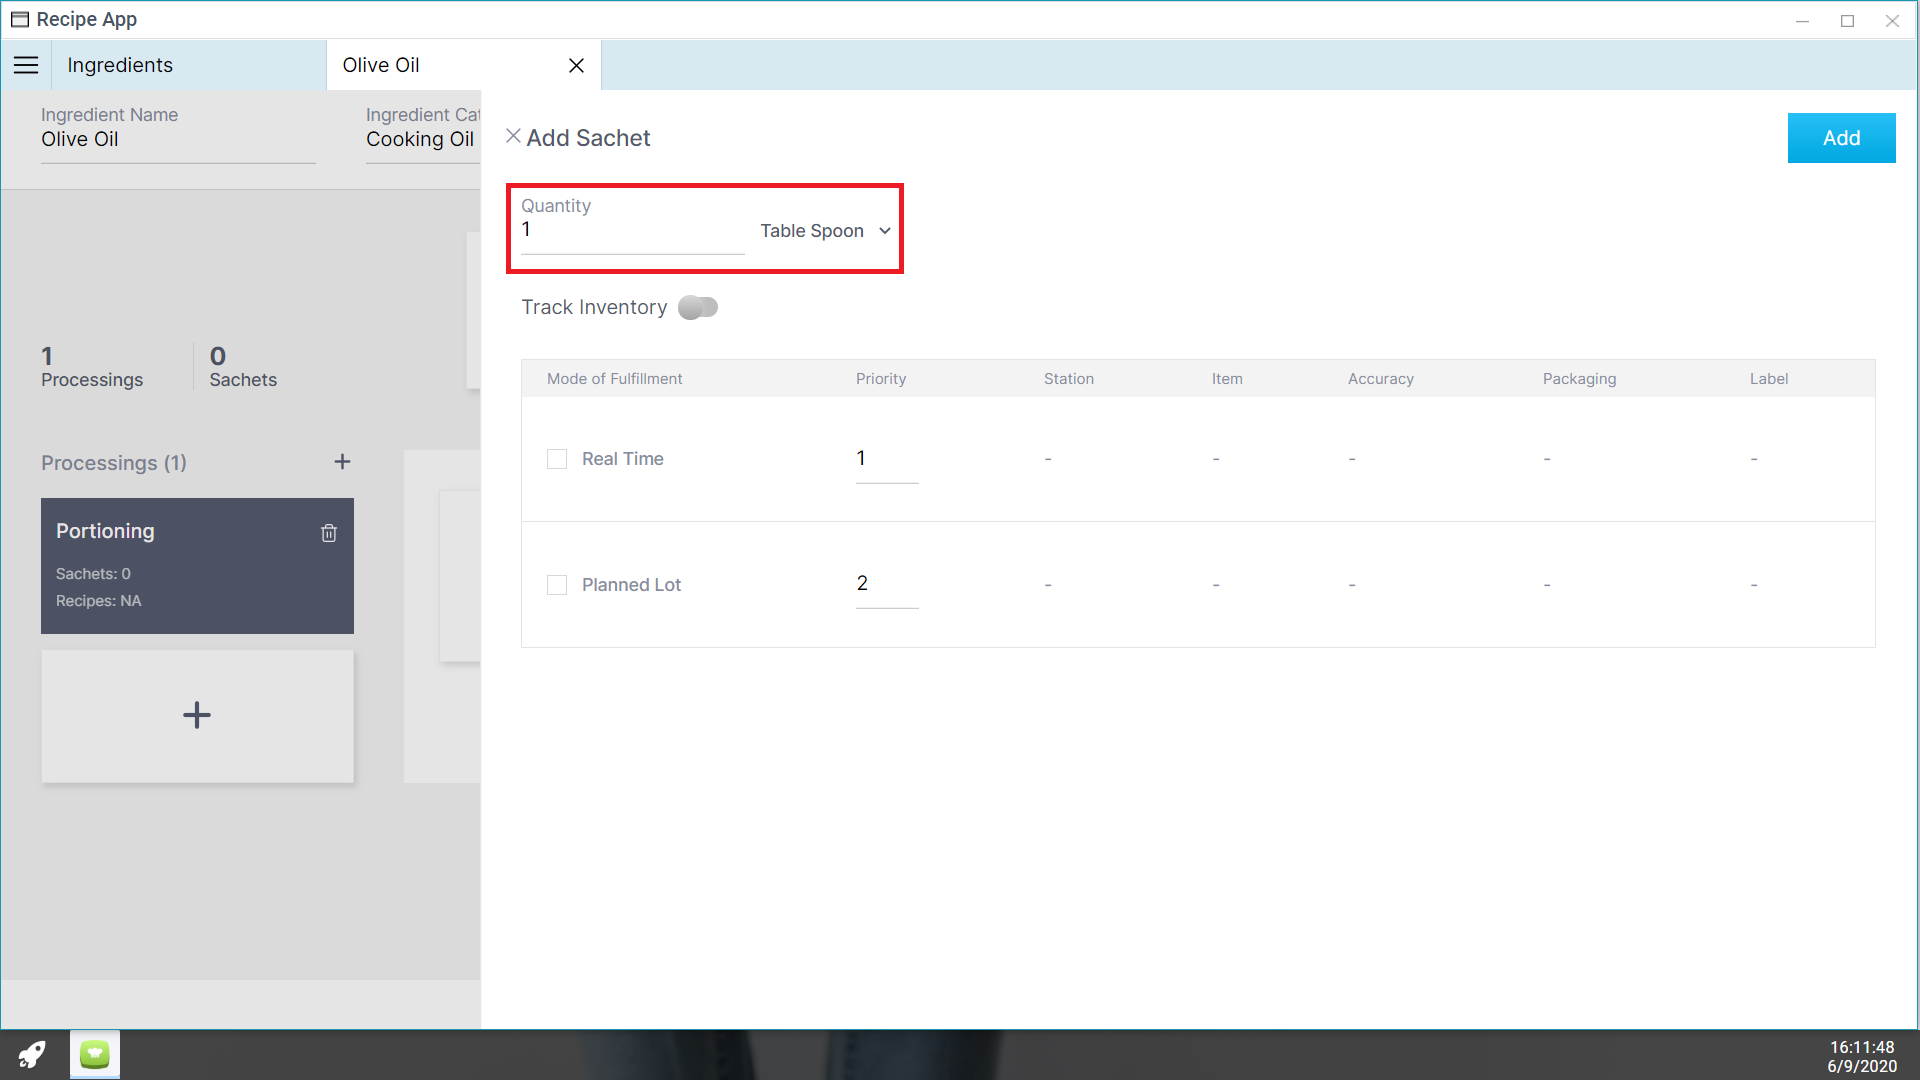 Recipe App
Ingredients
Olive Oil
Ingredient Name
Olive Oil
Ingredient Cat
Cooking Oil
1
Processings
0
Sachets
Processings (1)
Portioning
Sachets: 0
Recipes: NA
Add Sachet
Add
Quantity
1
Table Spoon
Track Inventory
Mode of Fulfillment Priority Station Item Accuracy Packaging Label
Real Time 1 - - - - -
Planned Lot 2 - - - - -
16:11:48
6/9/2020